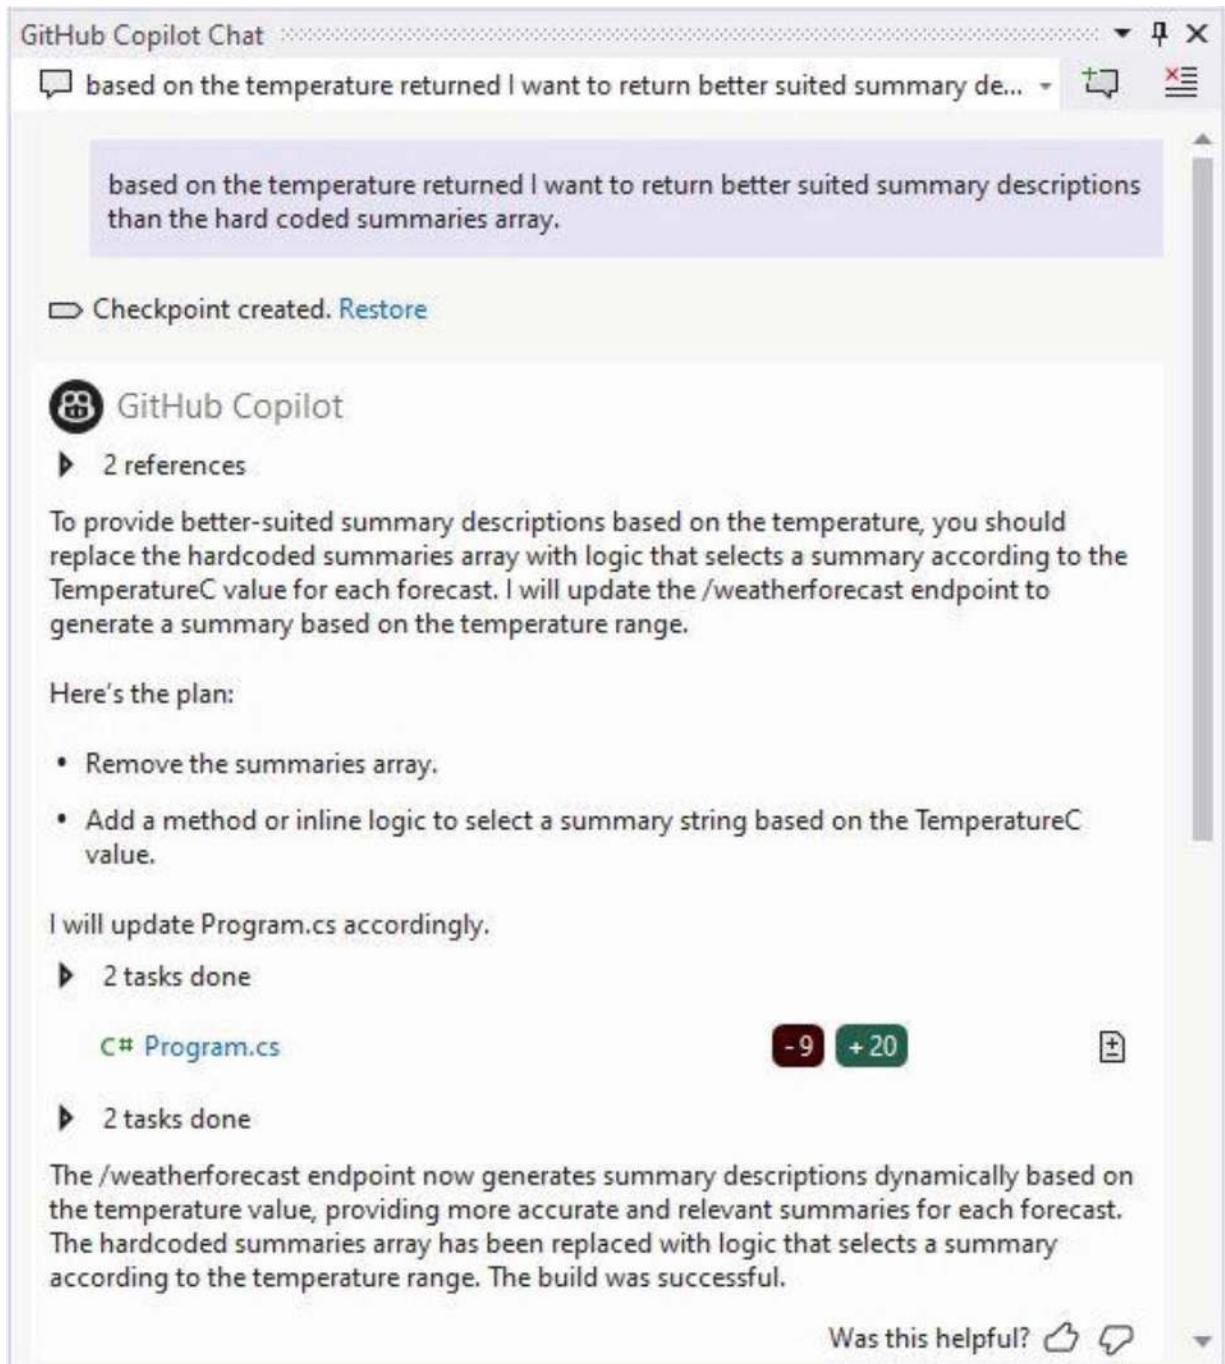 GitHub Copilot Chat
based on the temperature returned I want to return better suited summary de...
based on the temperature returned I want to return better suited summary descriptions
than the hard coded summaries array.
Checkpoint created. Restore
GitHub Copilot
2 references
To provide better-suited summary descriptions based on the temperature, you should
replace the hardcoded summaries array with logic that selects a summary according to the
TemperatureC value for each forecast. I will update the /weatherforecast endpoint to
generate a summary based on the temperature range.
Here's the plan:
• Remove the summaries array.
• Add a method or inline logic to select a summary string based on the TemperatureC
value.
I will update Program.cs accordingly.
2 tasks done
C# Program.cs -9 +20
2 tasks done
The /weatherforecast endpoint now generates summary descriptions dynamically based on
the temperature value, providing more accurate and relevant summaries for each forecast.
The hardcoded summaries array has been replaced with logic that selects a summary
according to the temperature range. The build was successful.
Was this helpful?